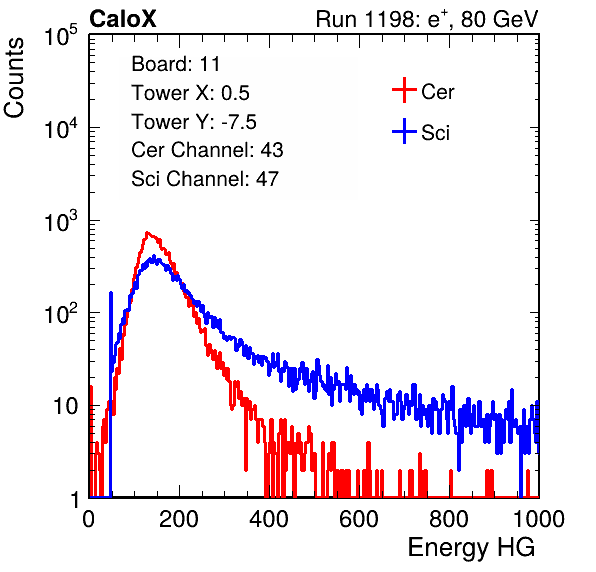 CaloX Run 1198: e⁺, 80 GeV
Counts
Board: 11
Tower X: 0.5
Tower Y: -7.5
Cer Channel: 43
Sci Channel: 47
Cer
Sci
10⁵
10⁴
10³
10²
10
1
0 200 400 600 800 1000
Energy HG